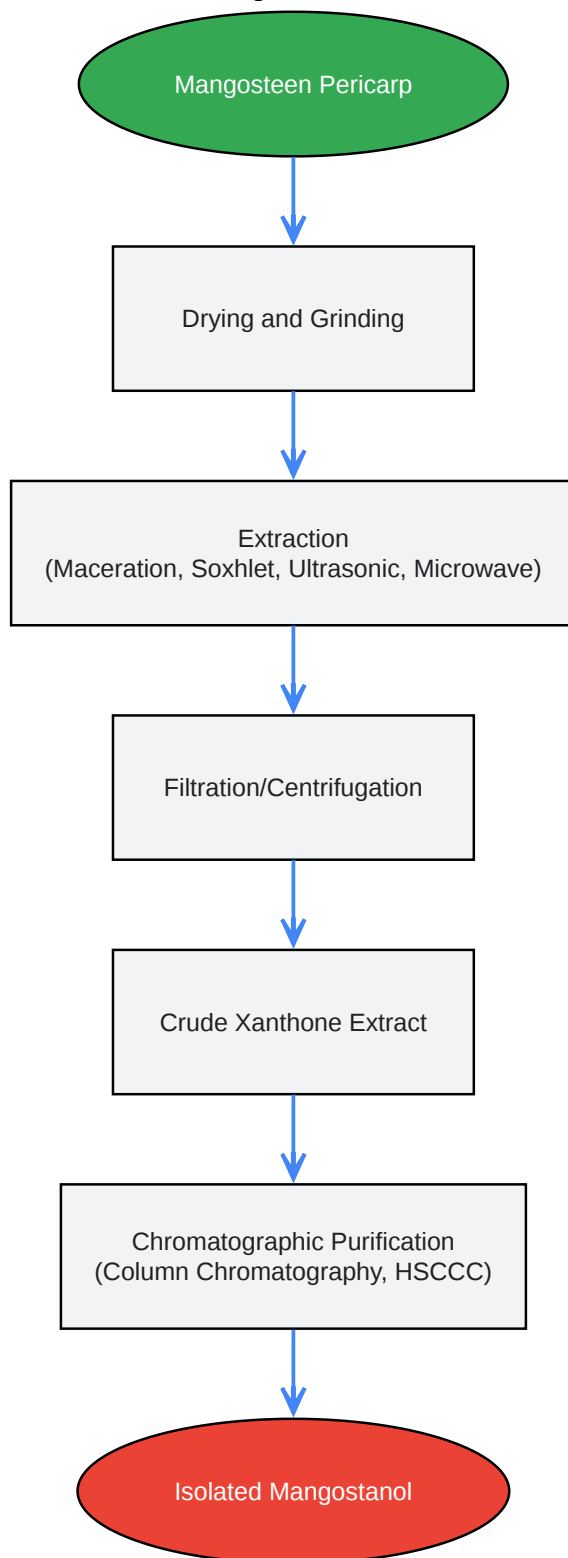 Mangosteen Pericarp
Drying and Grinding
Extraction
(Maceration, Soxhlet, Ultrasonic, Microwave)
Filtration/Centrifugation
Crude Xanthone Extract
Chromatographic Purification
(Column Chromatography, HSCCC)
Isolated Mangostanol